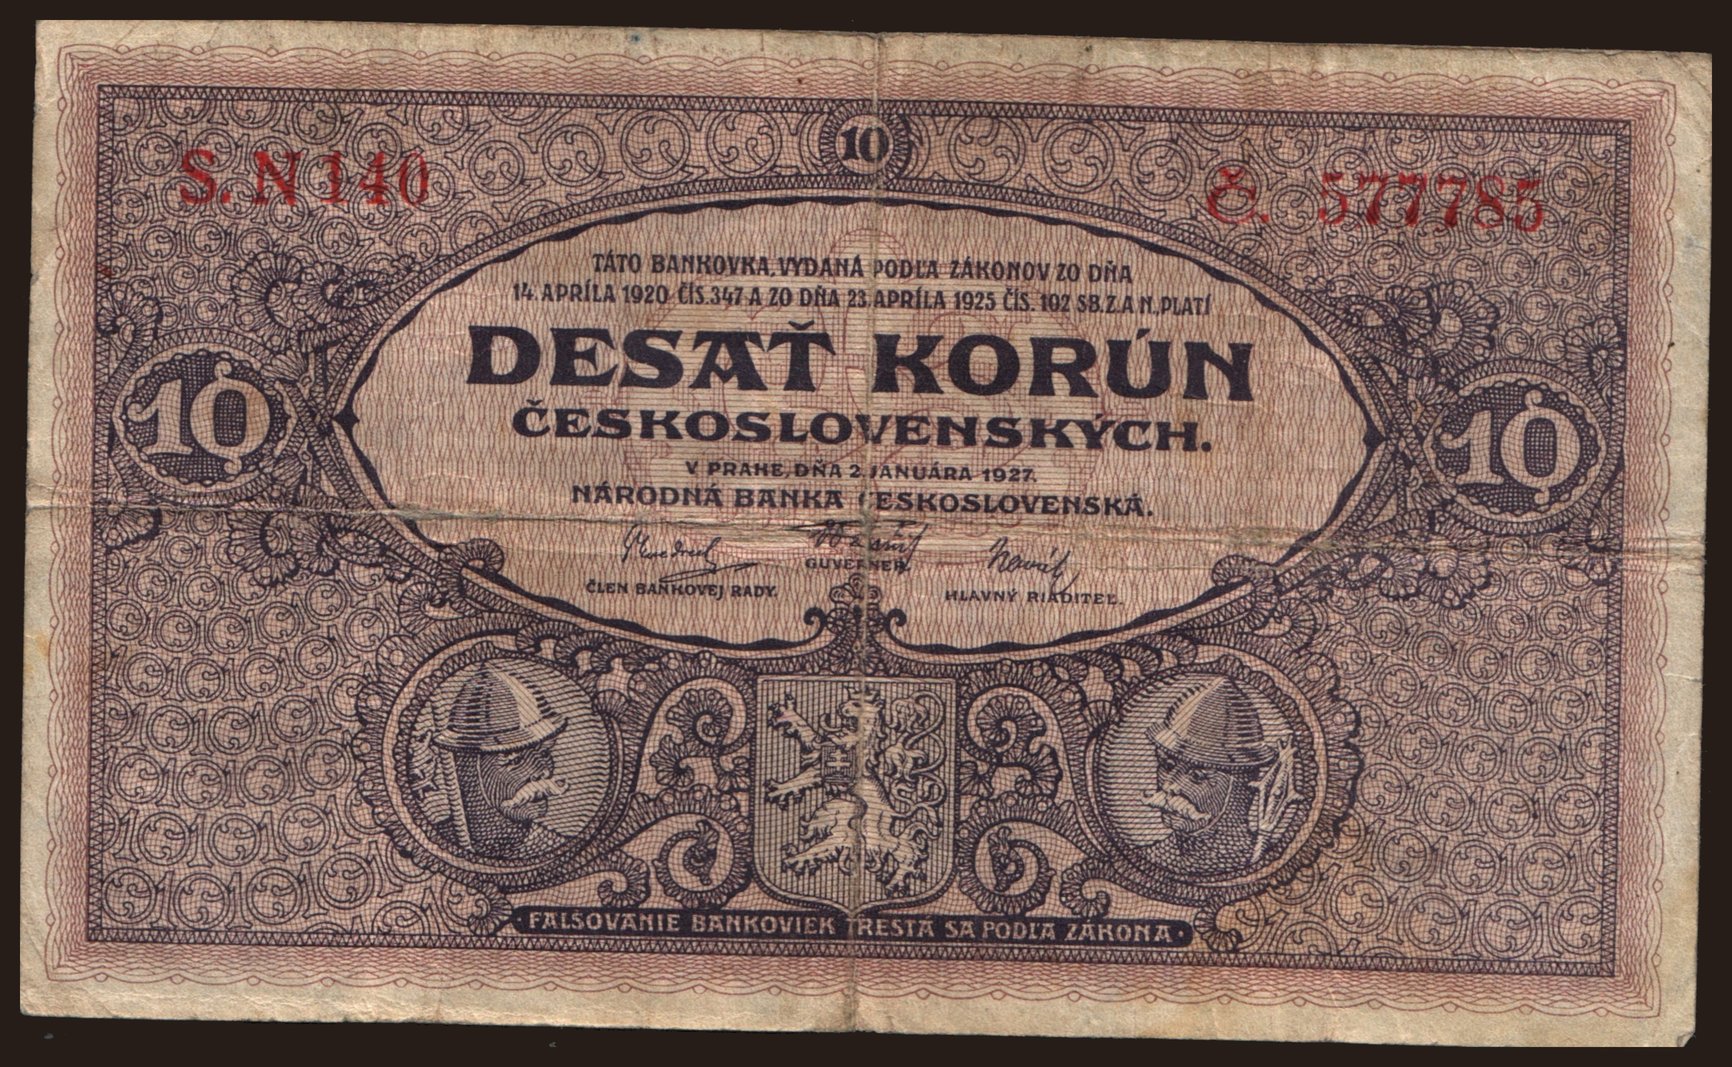 10
S. N 140
Č. 577785
TÁTO BANKOVKA, VYDANÁ PODĽA ZÁKONOV ZO DŇA
14. APRÍLA 1920 ČÍS. 347 A ZO DŇA 23. APRÍLA 1925 ČÍS. 102 SB. Z. A N., PLATÍ
DESAŤ KORÚN
ČESKOSLOVENSKÝCH.
10
10
V PRAHE, DŇA 2. JANUÁRA 1927.
NÁRODNÁ BANKA ČESKOSLOVENSKÁ.
GUVERNER.
ČLEN BANKOVEJ RADY.
HLAVNÝ RIADITEĽ.
FALŠOVANIE BANKOVIEK TRESTÁ SA PODĽA ZÁKONA